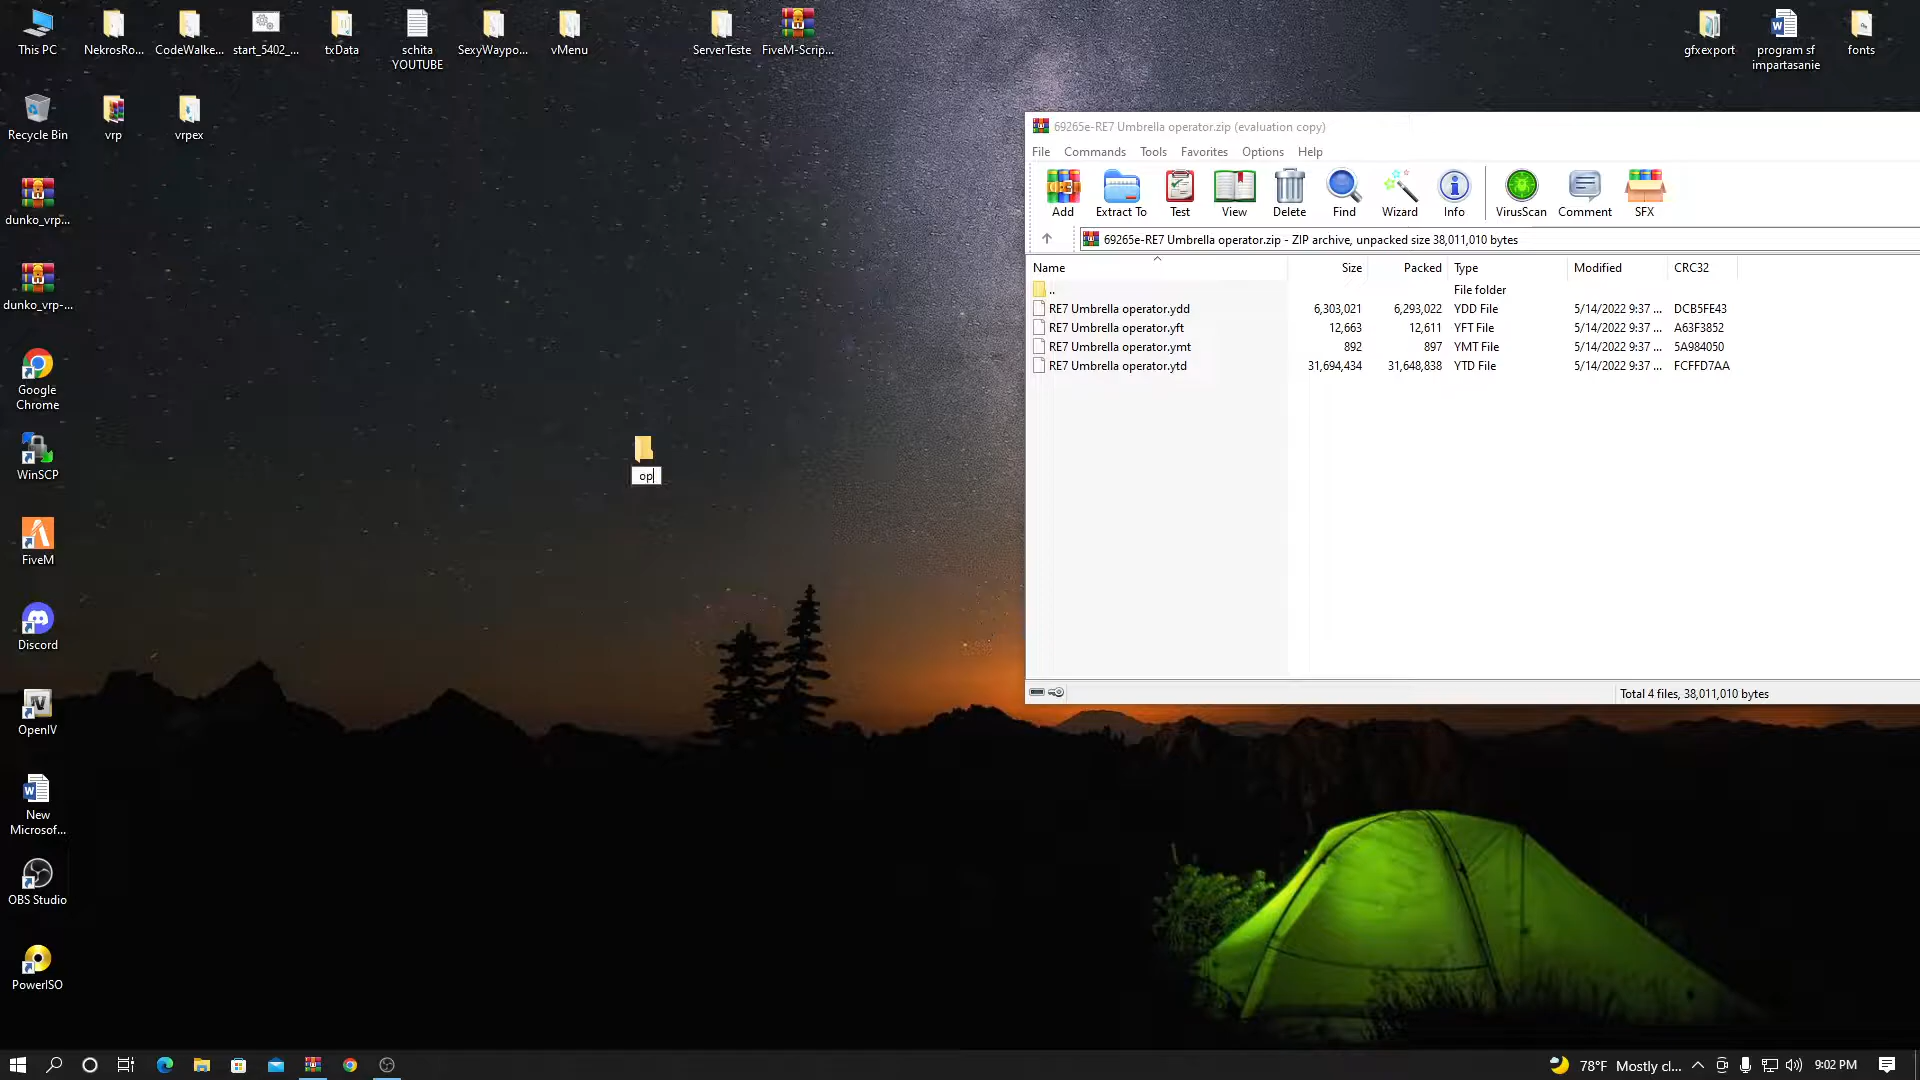 This PC
NekrosRo...
CodeWalke...
start_5402_...
txData
schita
YOUTUBE
SexyWaypo...
vMenu
ServerTeste
FiveM-Scrip...
gfxexport
program sf
impartasanie
fonts
Recycle Bin
vrp
vrpex
dunko_vrp...
dunko_vrp-...
Google
Chrome
WinSCP
FiveM
Discord
OpenIV
New
Microsof...
OBS Studio
PowerISO
op
69265e-RE7 Umbrella operator.zip (evaluation copy)
File Commands Tools Favorites Options Help
Add Extract To Test View Delete Find Wizard Info VirusScan Comment SFX
69265e-RE7 Umbrella operator.zip - ZIP archive, unpacked size 38,011,010 bytes
Name Size Packed Type Modified CRC32
.. File folder
RE7 Umbrella operator.ydd 6,303,021 6,293,022 YDD File 5/14/2022 9:37 ... DCB5FE43
RE7 Umbrella operator.yft 12,663 12,611 YFT File 5/14/2022 9:37 ... A63F3852
RE7 Umbrella operator.ymt 892 897 YMT File 5/14/2022 9:37 ... 5A984050
RE7 Umbrella operator.ytd 31,694,434 31,648,838 YTD File 5/14/2022 9:37 ... FCFFD7AA
Total 4 files, 38,011,010 bytes
78°F Mostly cl... 9:02 PM